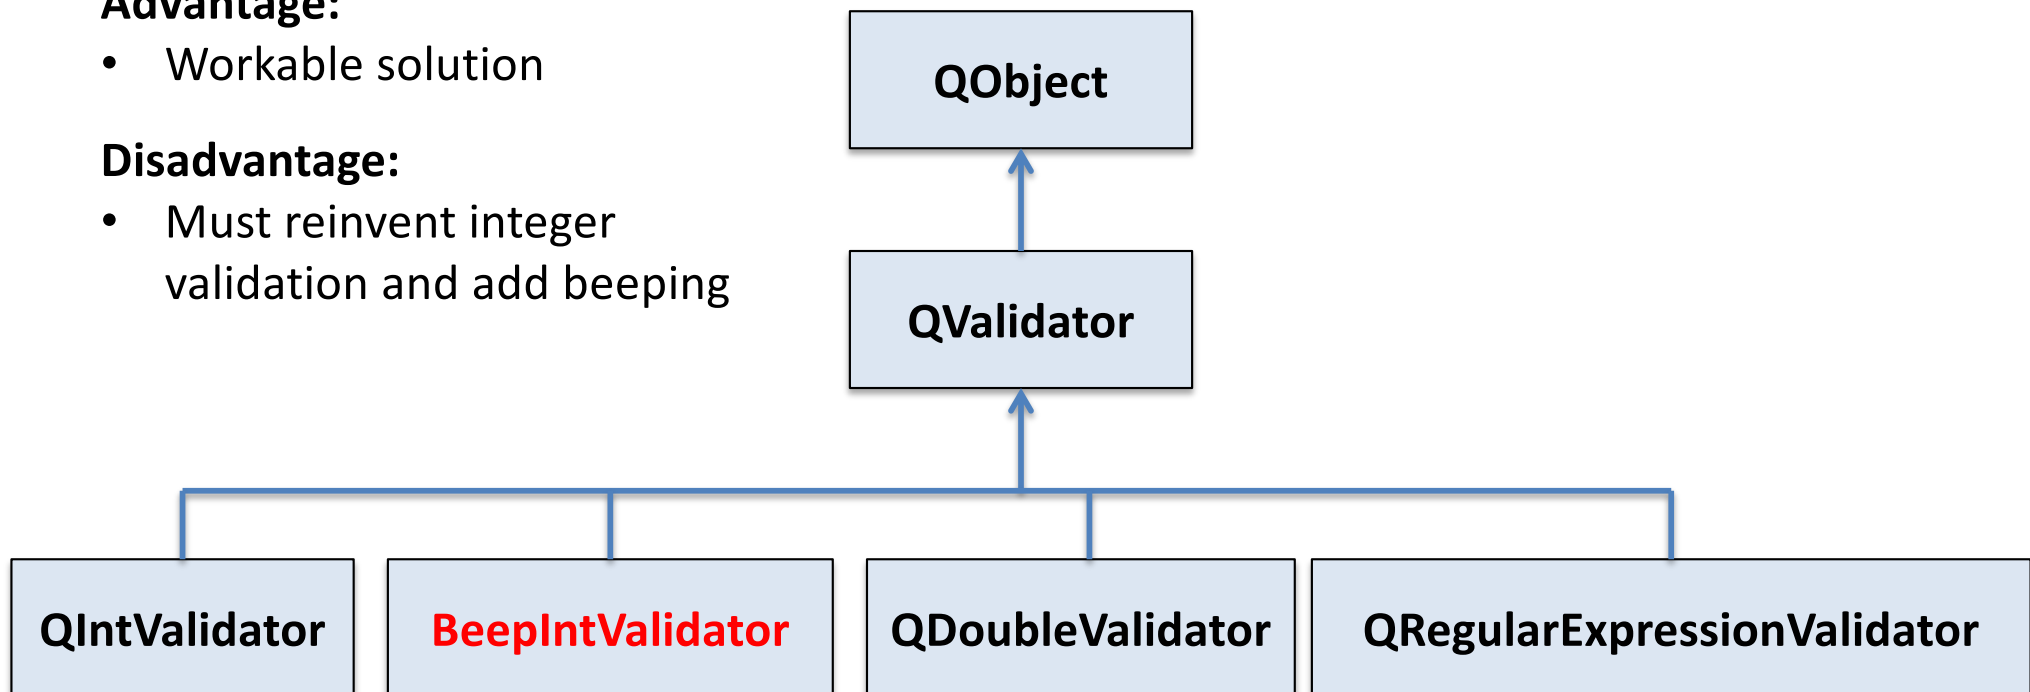 Advantage:
• Workable solution
Disadvantage:
• Must reinvent integer
validation and add beeping
QObject
QValidator
QIntValidator
BeepIntValidator
QDoubleValidator
QRegularExpressionValidator